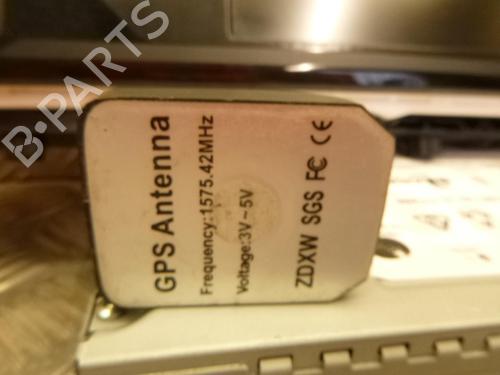 GPS Antenna
Frequency:1575.42MHz
Voltage:3V~5V
ZDXW SGS FC CE
B-PARTS